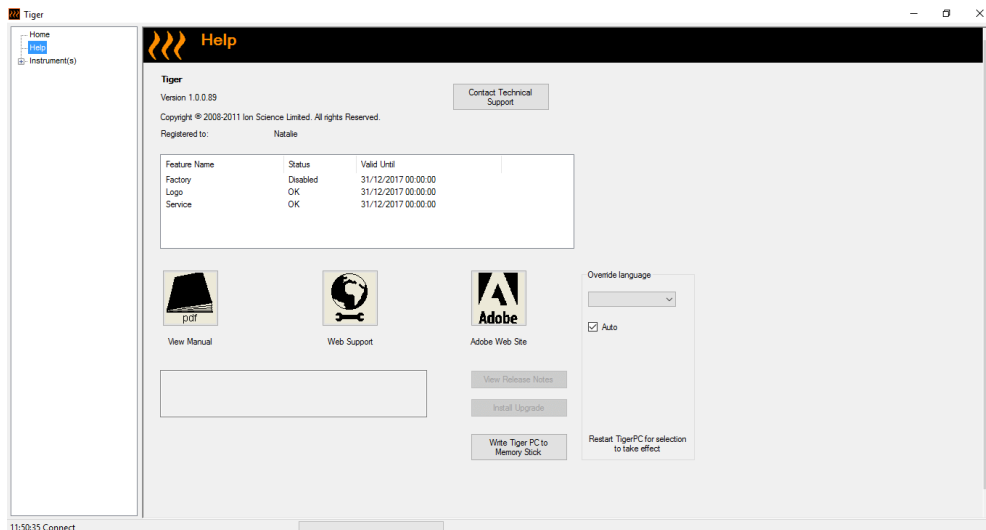 Tiger
Home
Help
Instrument(s)
Help
Tiger
Version 1.0.0.89
Contact Technical
Support
Copyright ® 2008-2011 Ion Science Limited. All rights Reserved.
Registered to: Natalie
Feature Name Status Valid Until
Factory Disabled 31/12/2017 00:00:00
Logo OK 31/12/2017 00:00:00
Service OK 31/12/2017 00:00:00
pdf
Adobe
View Manual
Web Support
Adobe Web Site
Override language
Auto
View Release Notes
Install Upgrade
Write Tiger PC to
Memory Stick
Restart TigerPC for selection
to take effect
11:50:35 Connect